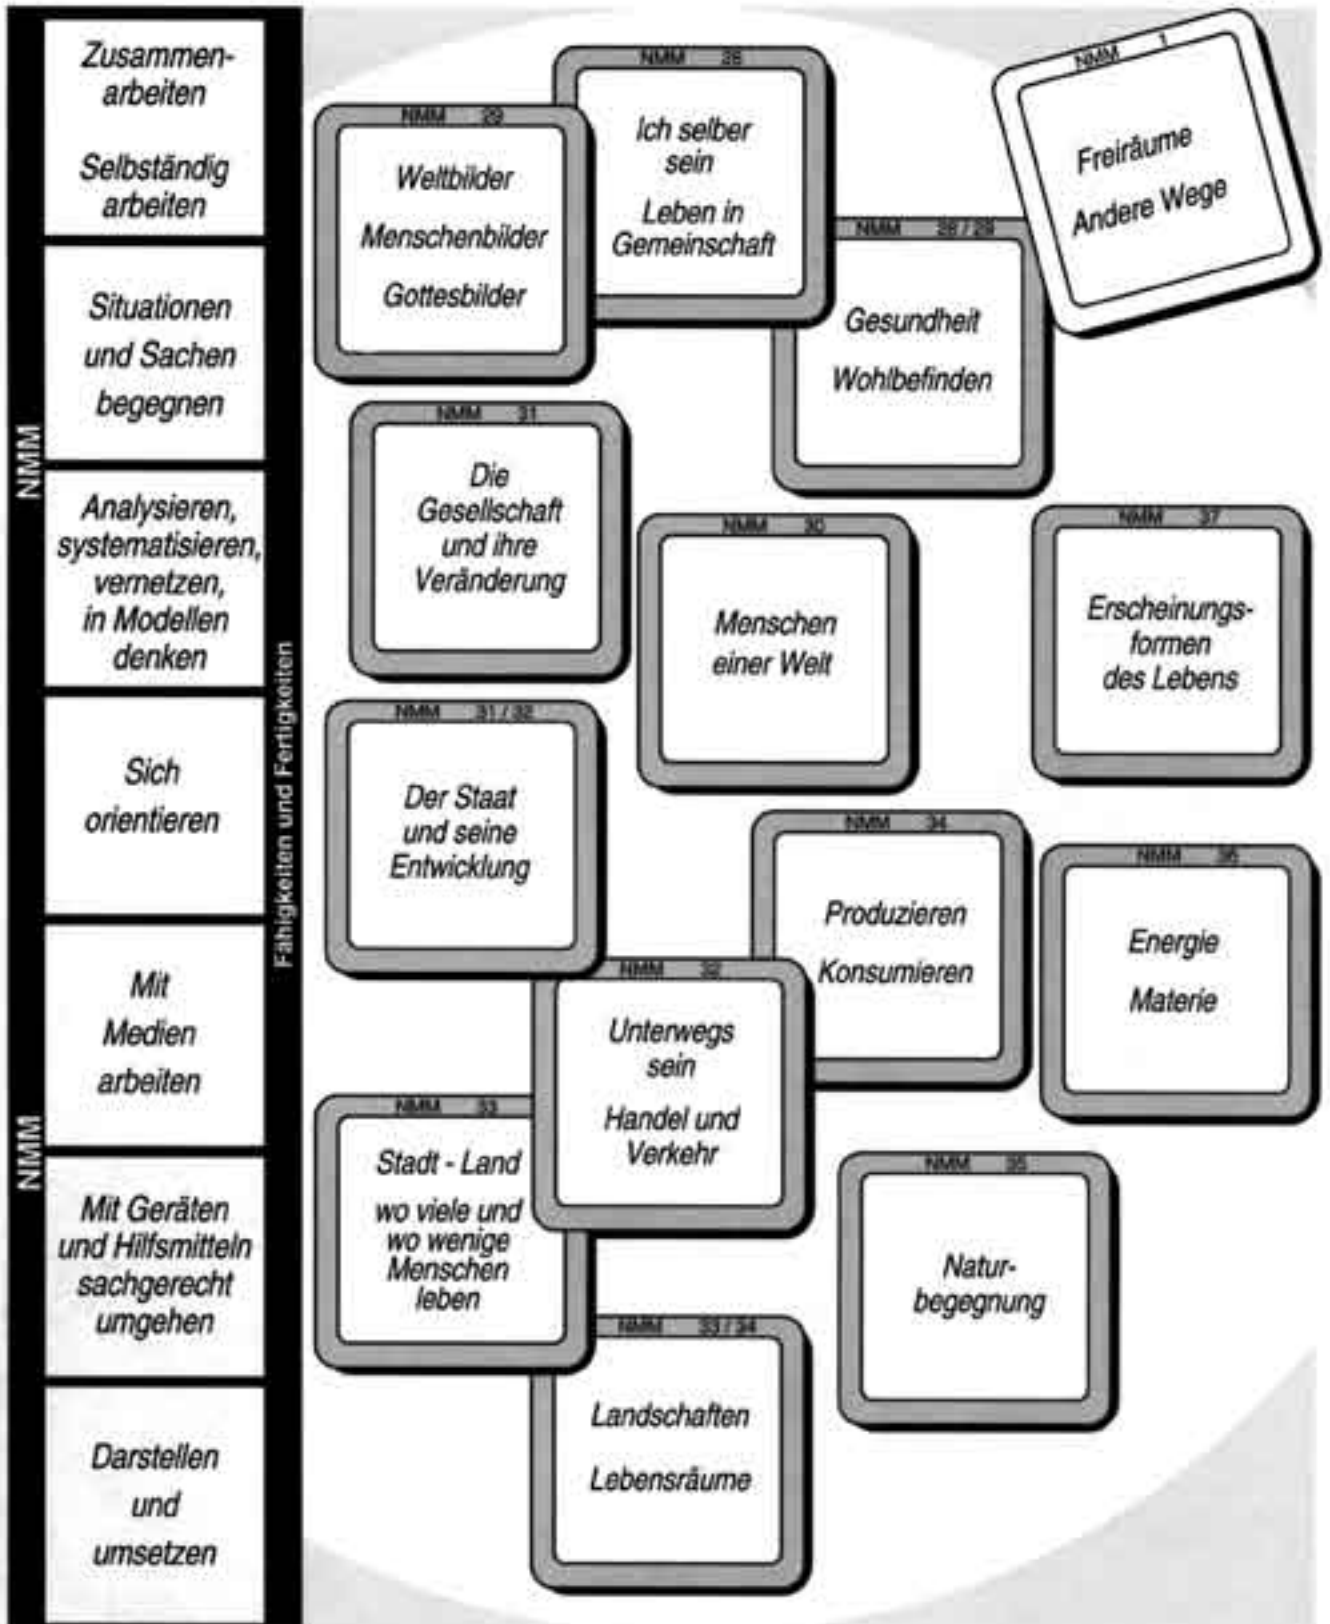 Zusammen-
arbeiten
Selbständig
arbeiten
Situationen
und Sachen
begegnen
Analysieren,
systematisieren,
vernetzen,
in Modellen
denken
Sich
orientieren
Mit
Medien
arbeiten
Mit Geräten
und Hilfsmitteln
sachgerecht
umgehen
Darstellen
und
umsetzen
NMM
NMM
Fähigkeiten und Fertigkeiten
NMM 29
Weltbilder
Menschenbilder
Gottesbilder
NMM 28
Ich selber
sein
Leben in
Gemeinschaft
NMM 1
Freiräume
Andere Wege
NMM 28 / 29
Gesundheit
Wohlbefinden
NMM 31
Die
Gesellschaft
und ihre
Veränderung
NMM 30
Menschen
einer Welt
NMM 37
Erscheinungs-
formen
des Lebens
NMM 31 / 32
Der Staat
und seine
Entwicklung
NMM 34
Produzieren
Konsumieren
NMM 36
Energie
Materie
NMM 32
Unterwegs
sein
Handel und
Verkehr
NMM 33
Stadt - Land
wo viele und
wo wenige
Menschen
leben
NMM 35
Natur-
begegnung
NMM 33 / 34
Landschaften
Lebensräume